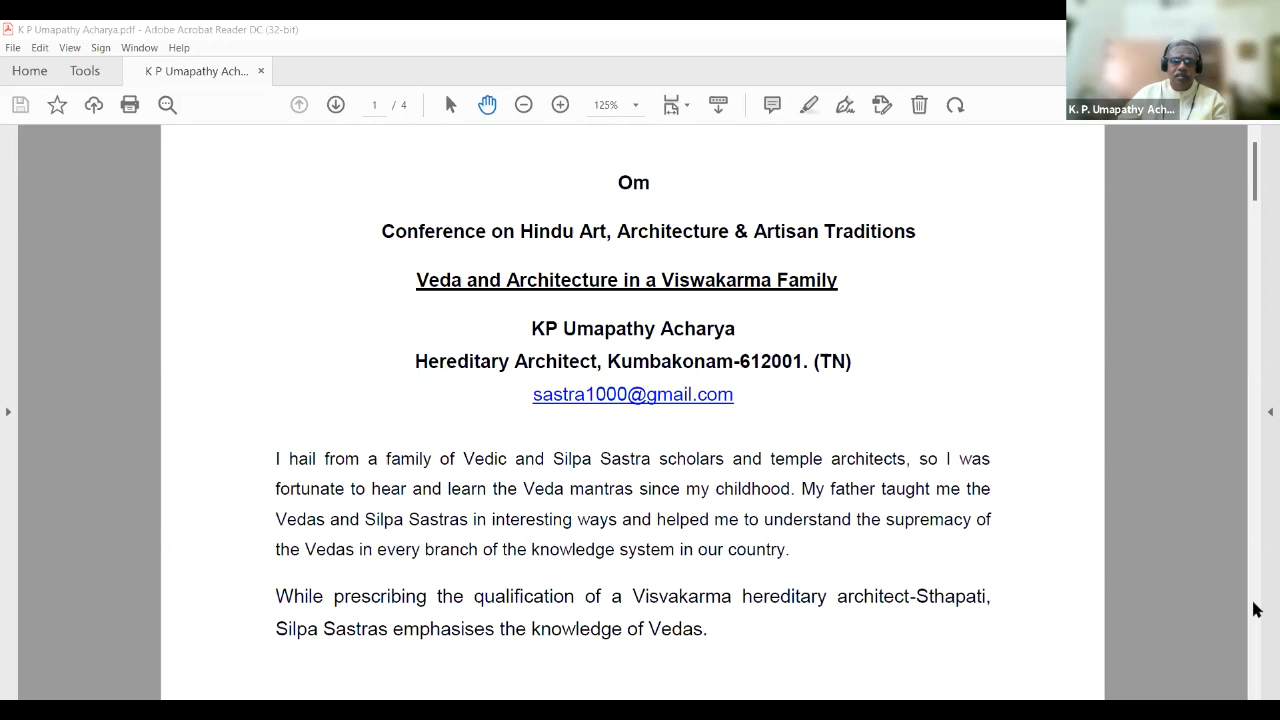 K P Umapathy Acharya.pdf - Adobe Acrobat Reader DC (32-bit)
File Edit View Sign Window Help
Home Tools K P Umapathy Ach... ×
1 / 4 125%
K. P. Umapathy Ach...
Om
Conference on Hindu Art, Architecture & Artisan Traditions
Veda and Architecture in a Viswakarma Family
KP Umapathy Acharya
Hereditary Architect, Kumbakonam-612001. (TN)
sastra1000@gmail.com
I hail from a family of Vedic and Silpa Sastra scholars and temple architects, so I was
fortunate to hear and learn the Veda mantras since my childhood. My father taught me the
Vedas and Silpa Sastras in interesting ways and helped me to understand the supremacy of
the Vedas in every branch of the knowledge system in our country.
While prescribing the qualification of a Visvakarma hereditary architect-Sthapati,
Silpa Sastras emphasises the knowledge of Vedas.